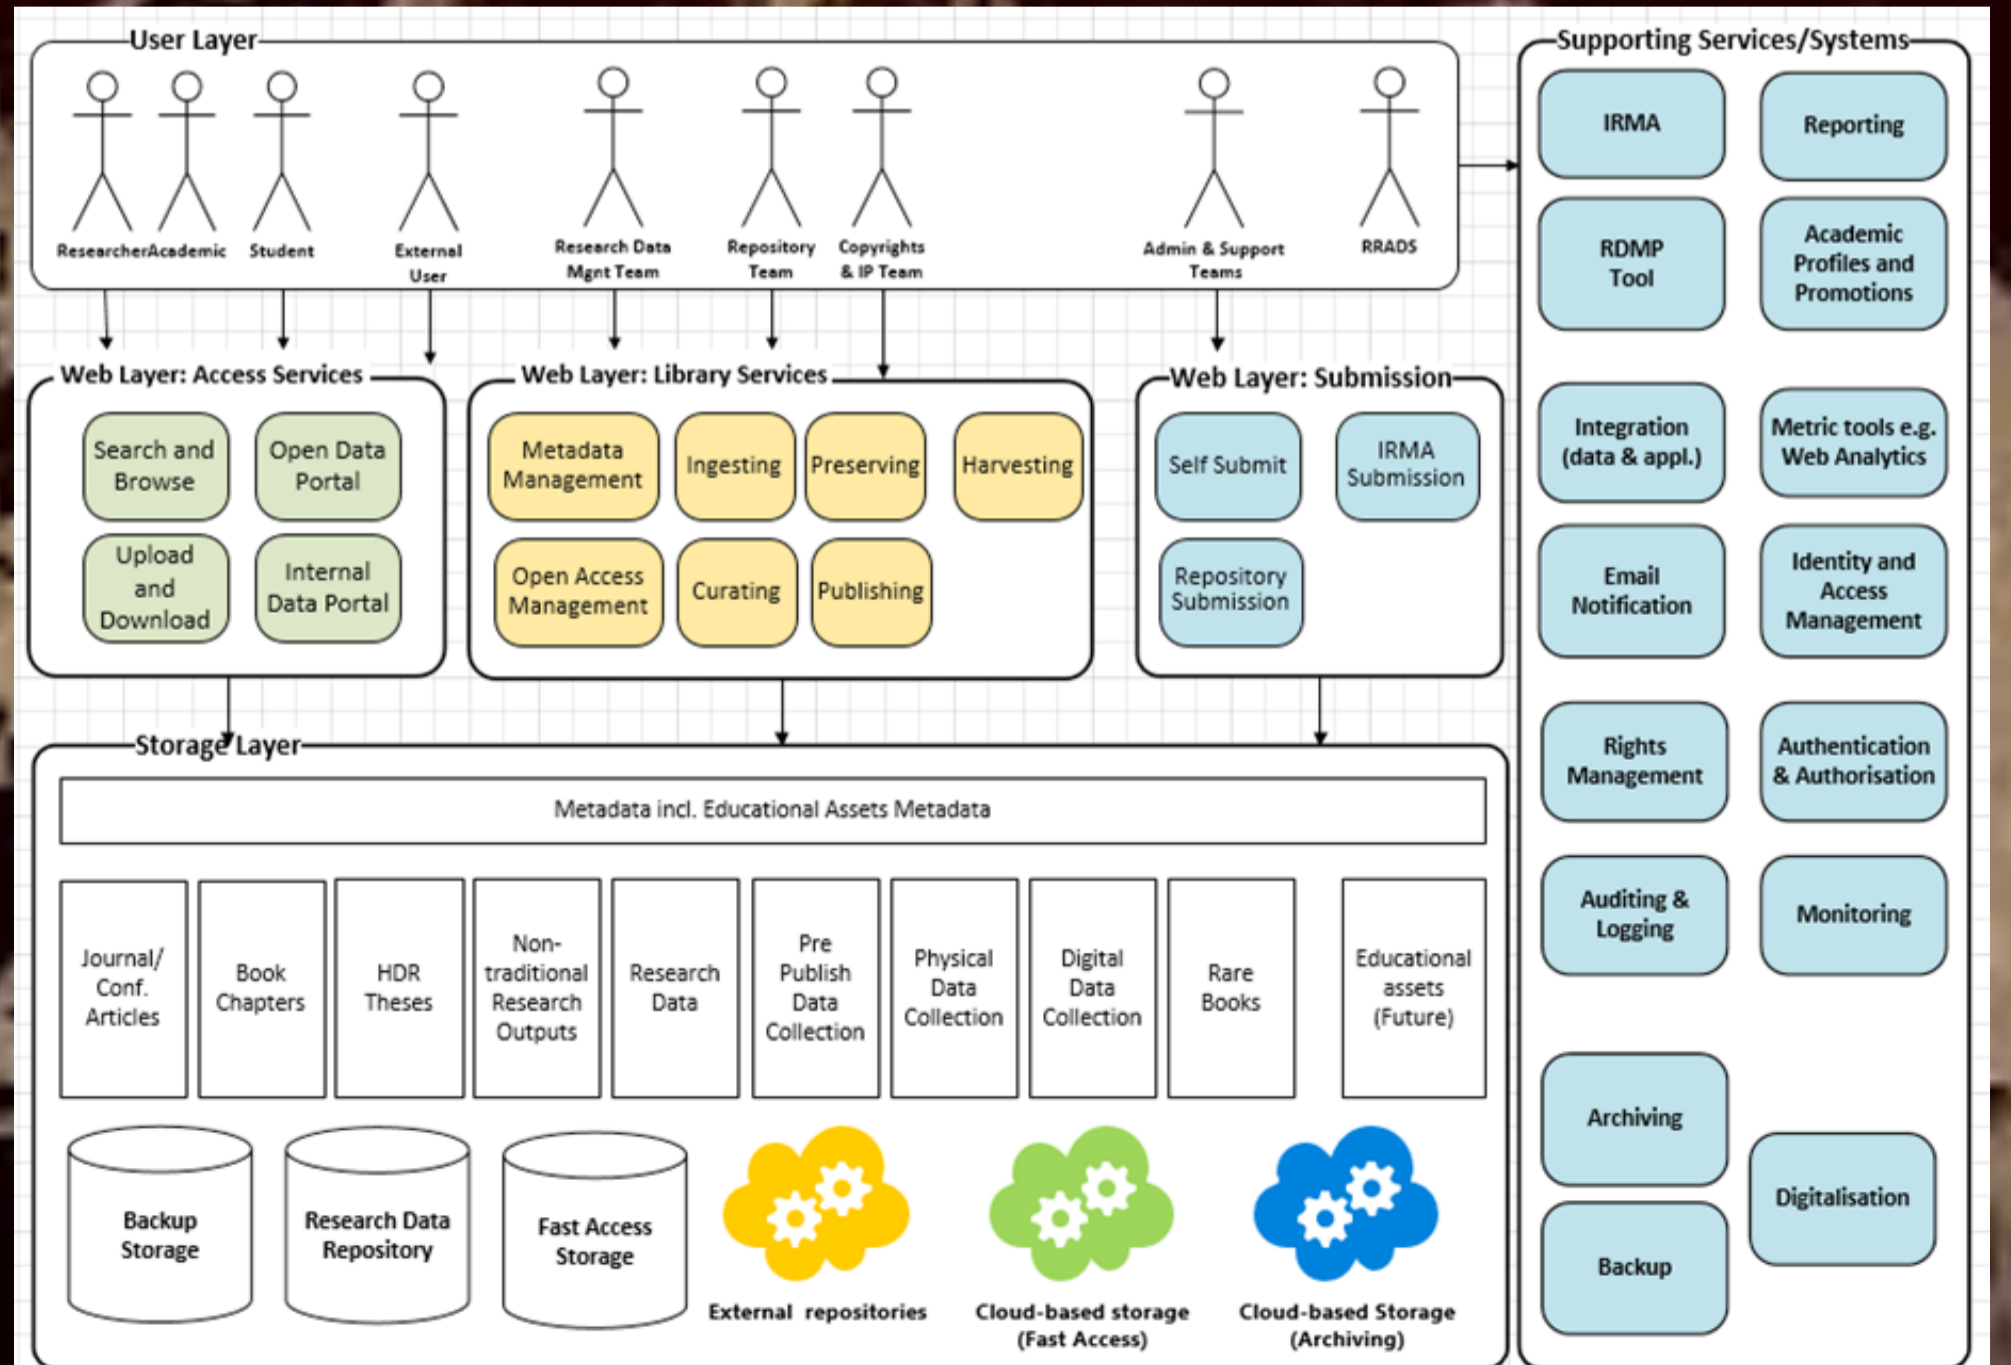 User Layer
Researcher
Academic
Student
External
User
Research Data
Mgnt Team
Repository
Team
Copyrights
& IP Team
Admin & Support
Teams
RRADS
Web Layer: Access Services
Search and
Browse
Open Data
Portal
Upload
and
Download
Internal
Data Portal
Web Layer: Library Services
Metadata
Management
Ingesting
Preserving
Harvesting
Open Access
Management
Curating
Publishing
Web Layer: Submission
Self Submit
IRMA
Submission
Repository
Submission
Storage Layer
Metadata incl. Educational Assets Metadata
Journal/
Conf.
Articles
Book
Chapters
HDR
Theses
Non-
traditional
Research
Outputs
Research
Data
Pre
Publish
Data
Collection
Physical
Data
Collection
Digital
Data
Collection
Rare
Books
Educational
assets
(Future)
Backup
Storage
Research Data
Repository
Fast Access
Storage
External repositories
Cloud-based storage
(Fast Access)
Cloud-based Storage
(Archiving)
Supporting Services/Systems
IRMA
Reporting
RDMP
Tool
Academic
Profiles and
Promotions
Integration
(data & appl.)
Metric tools e.g.
Web Analytics
Email
Notification
Identity and
Access
Management
Rights
Management
Authentication
& Authorisation
Auditing &
Logging
Monitoring
Archiving
Digitalisation
Backup